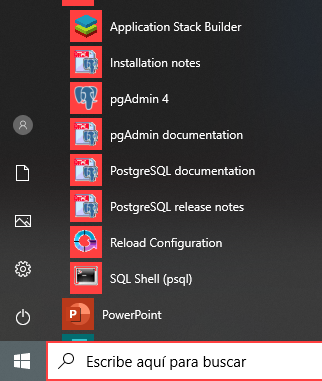 Application Stack Builder
Installation notes
pgAdmin 4
pgAdmin documentation
PostgreSQL documentation
PostgreSQL release notes
Reload Configuration
SQL Shell (psql)
PowerPoint
Escribe aquí para buscar